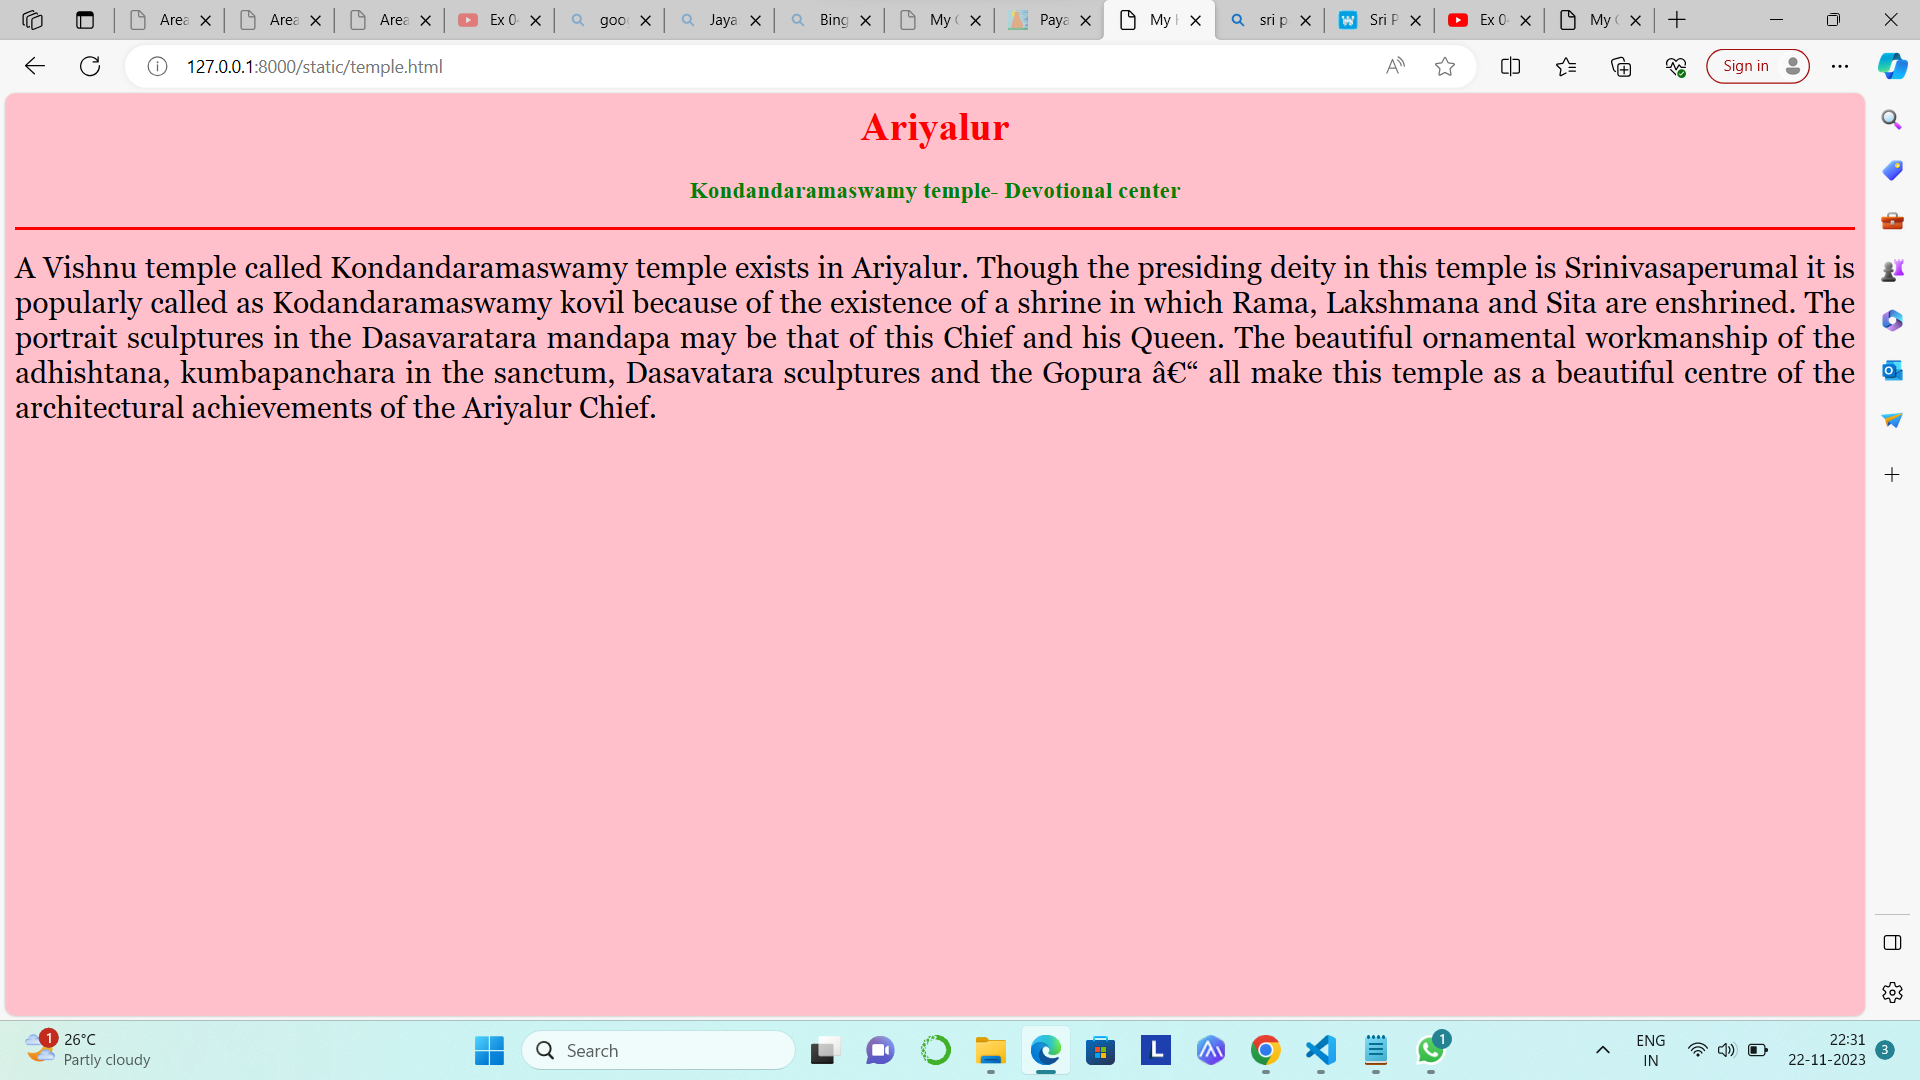 Area
Area
Area
Ex 04
goo
Jaya
Bing
My
Paya
My
sri p
Sri P
Ex 0
My
127.0.0.1:8000/static/temple.html
Sign in
Ariyalur
Kondandaramaswamy temple- Devotional center
A Vishnu temple called Kondandaramaswamy temple exists in Ariyalur. Though the presiding deity in this temple is Srinivasaperumal it is
popularly called as Kodandaramaswamy kovil because of the existence of a shrine in which Rama, Lakshmana and Sita are enshrined. The
portrait sculptures in the Dasavaratara mandapa may be that of this Chief and his Queen. The beautiful ornamental workmanship of the
adhishtana, kumbapanchara in the sanctum, Dasavatara sculptures and the Gopura â€“ all make this temple as a beautiful centre of the
architectural achievements of the Ariyalur Chief.
1
26°C
Partly cloudy
Search
L
1
ENG
IN
22:31
22-11-2023
3